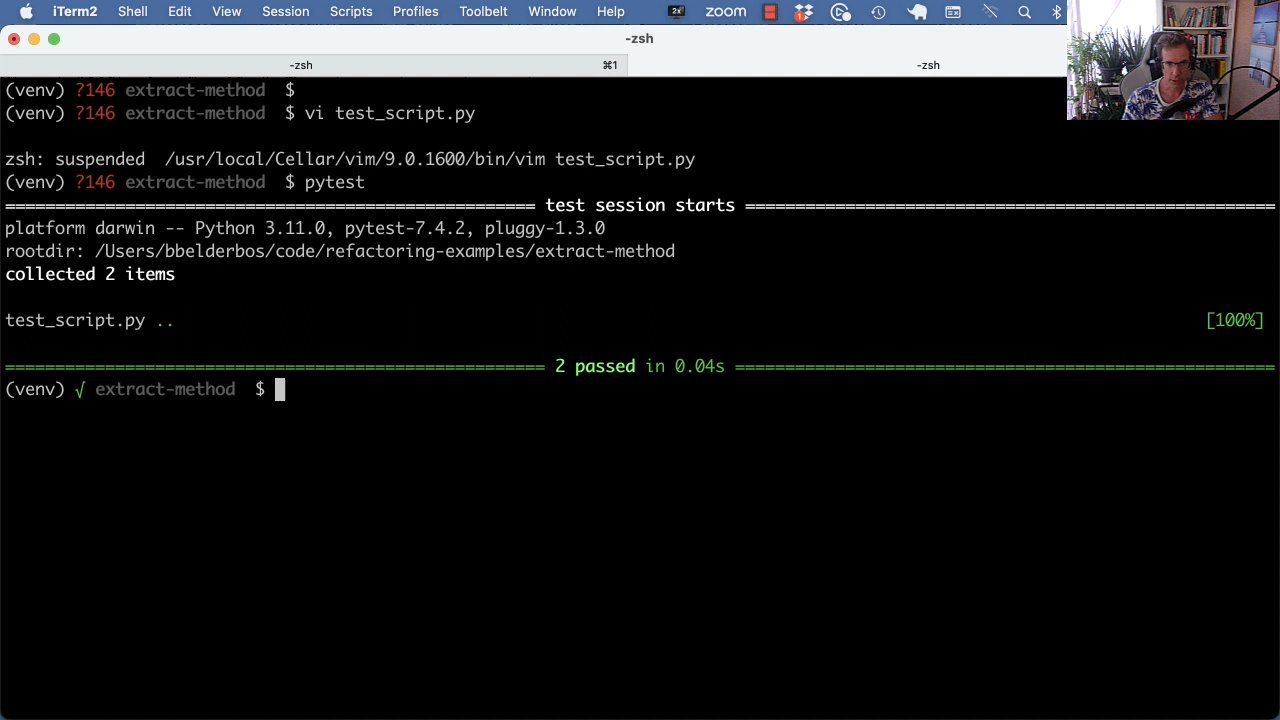 iTerm2 Shell Edit View Session Scripts Profiles Toolbelt Window Help 2x zoom 1
-zsh
-zsh ⌘1 -zsh
(venv) ?146 extract-method $
(venv) ?146 extract-method $ vi test_script.py
zsh: suspended /usr/local/Cellar/vim/9.0.1600/bin/vim test_script.py
(venv) ?146 extract-method $ pytest
===================================================== test session starts =====================================================
platform darwin -- Python 3.11.0, pytest-7.4.2, pluggy-1.3.0
rootdir: /Users/bbelderbos/code/refactoring-examples/extract-method
collected 2 items
test_script.py .. [100%]
====================================================== 2 passed in 0.04s ======================================================
(venv) √ extract-method $